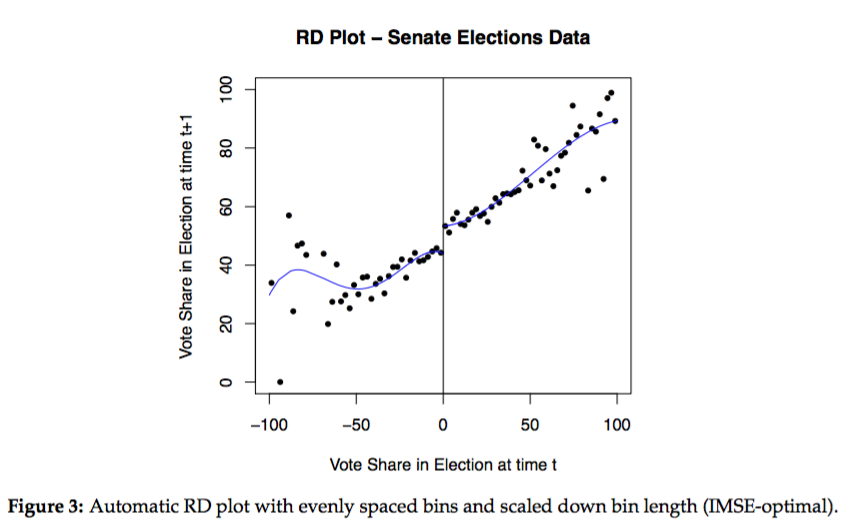 RD Plot – Senate Elections Data
Vote Share in Election at time t+1
100
80
60
40
20
0
−100 −50 0 50 100
Vote Share in Election at time t
Figure 3: Automatic RD plot with evenly spaced bins and scaled down bin length (IMSE-optimal).